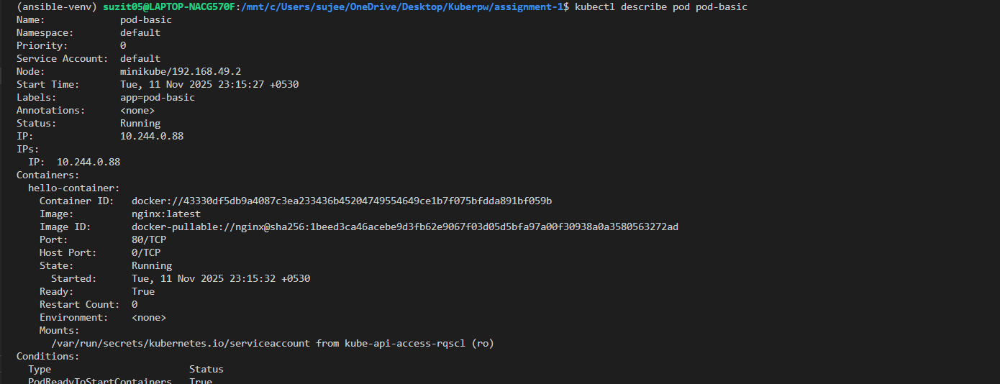 (ansible-venv) suzit05@LAPTOP-NACG570F:/mnt/c/Users/sujee/OneDrive/Desktop/Kuberpw/assignment-1$ kubectl describe pod pod-basic
Name:             pod-basic
Namespace:        default
Priority:         0
Service Account:  default
Node:             minikube/192.168.49.2
Start Time:       Tue, 11 Nov 2025 23:15:27 +0530
Labels:           app=pod-basic
Annotations:      <none>
Status:           Running
IP:               10.244.0.88
IPs:
  IP:  10.244.0.88
Containers:
  hello-container:
    Container ID:   docker://43330df5db9a4087c3ea233436b45204749554649ce1b7f075bfdda891bf059b
    Image:          nginx:latest
    Image ID:       docker-pullable://nginx@sha256:1beed3ca46acebe9d3fb62e9067f03d05d5bfa97a00f30938a0a3580563272ad
    Port:           80/TCP
    Host Port:      0/TCP
    State:          Running
      Started:      Tue, 11 Nov 2025 23:15:32 +0530
    Ready:          True
    Restart Count:  0
    Environment:    <none>
    Mounts:
      /var/run/secrets/kubernetes.io/serviceaccount from kube-api-access-rqscl (ro)
Conditions:
  Type                        Status
  PodReadyToStartContainers   True